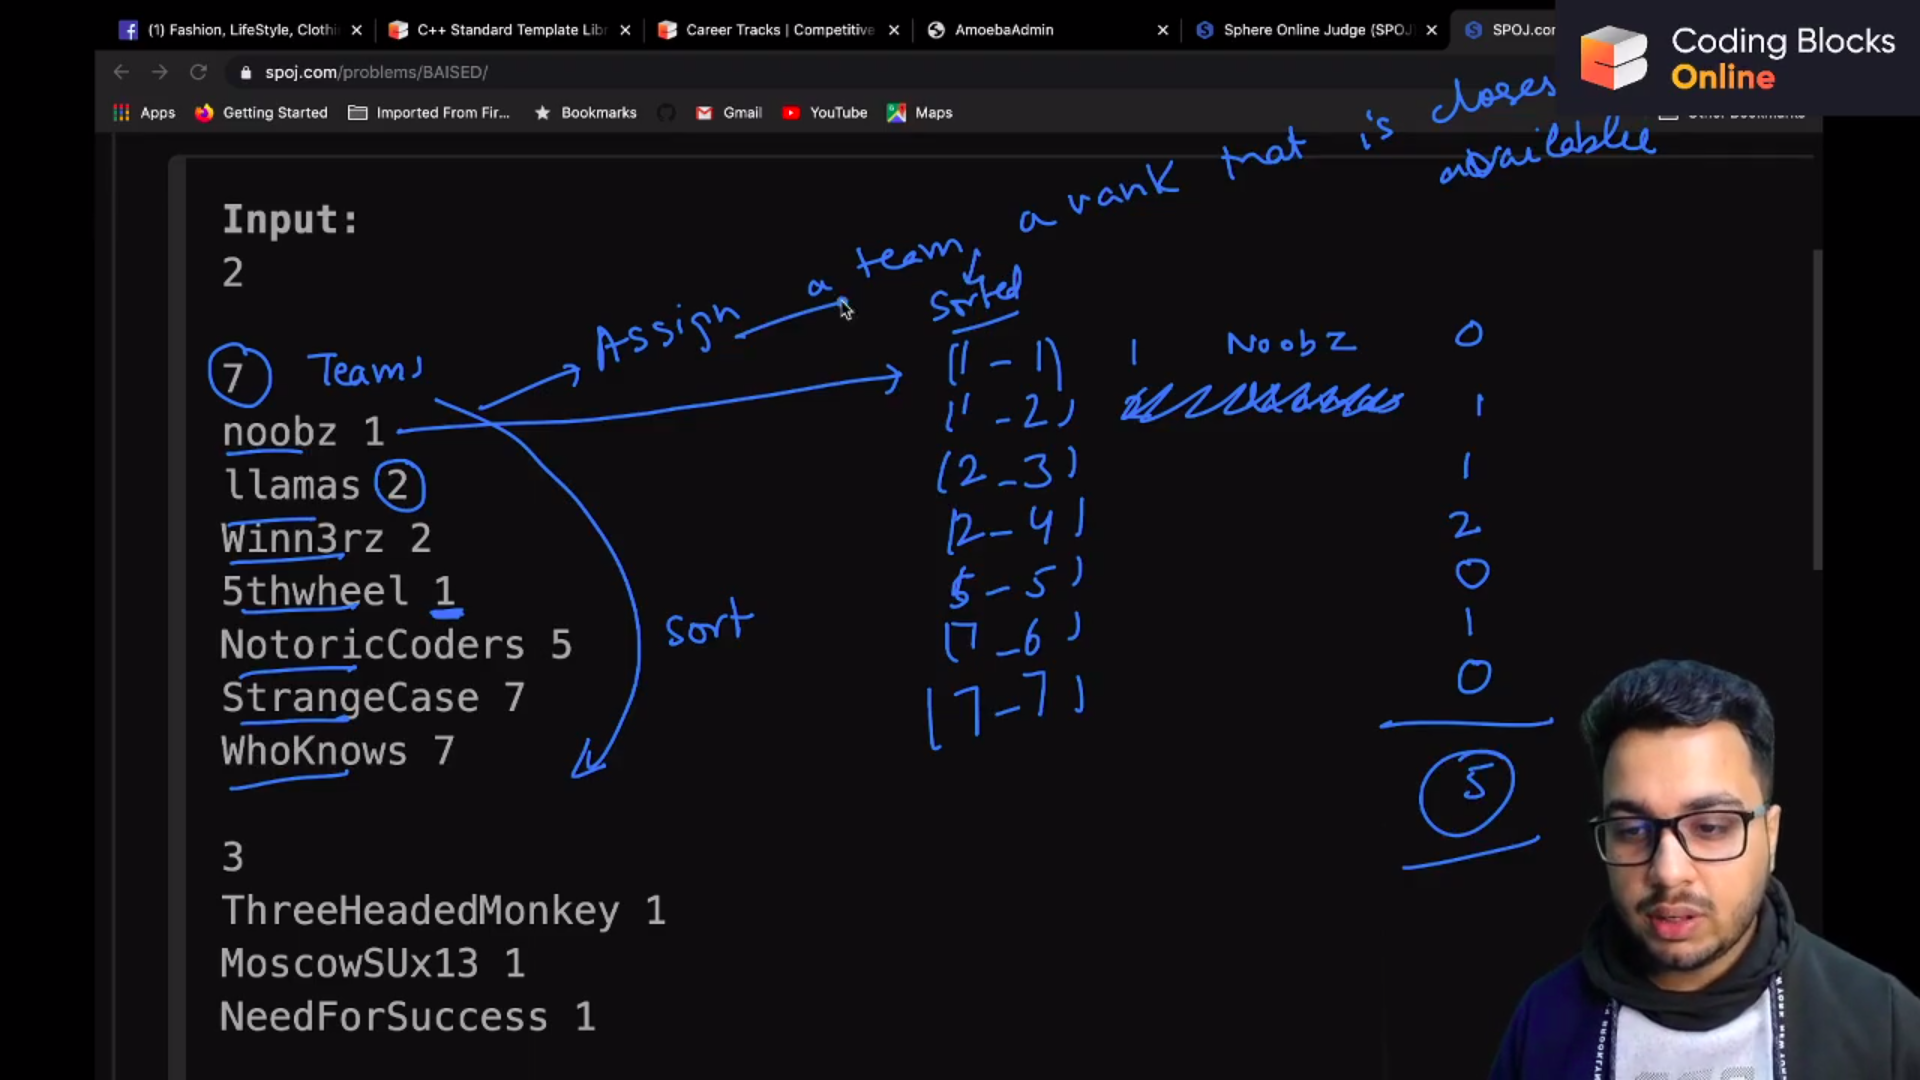 (1) Fashion, LifeStyle, Clothi
C++ Standard Template Libr
Career Tracks | Competitive
AmoebaAdmin
Sphere Online Judge (SPOJ)
SPOJ.com
Coding Blocks
Online
spoj.com/problems/BAISED/
Apps
Getting Started
Imported From Fir...
Bookmarks
Gmail
YouTube
Maps
Other Bookmarks
Assign a team, a rank that is closes
available
Input:
2
sorted
7 Teams
noobz 1
llamas 2
Winn3rz 2
5thwheel 1
NotoricCoders 5
StrangeCase 7
WhoKnows 7
sort
(1 - 1) 1 Noobz 0
(1 - 2) 1
(2 - 3) 1
(2 - 4) 2
5 - 5) 0
(7 - 6) 1
(7 - 7) 0
5
3
ThreeHeadedMonkey 1
MoscowSUx13 1
NeedForSuccess 1